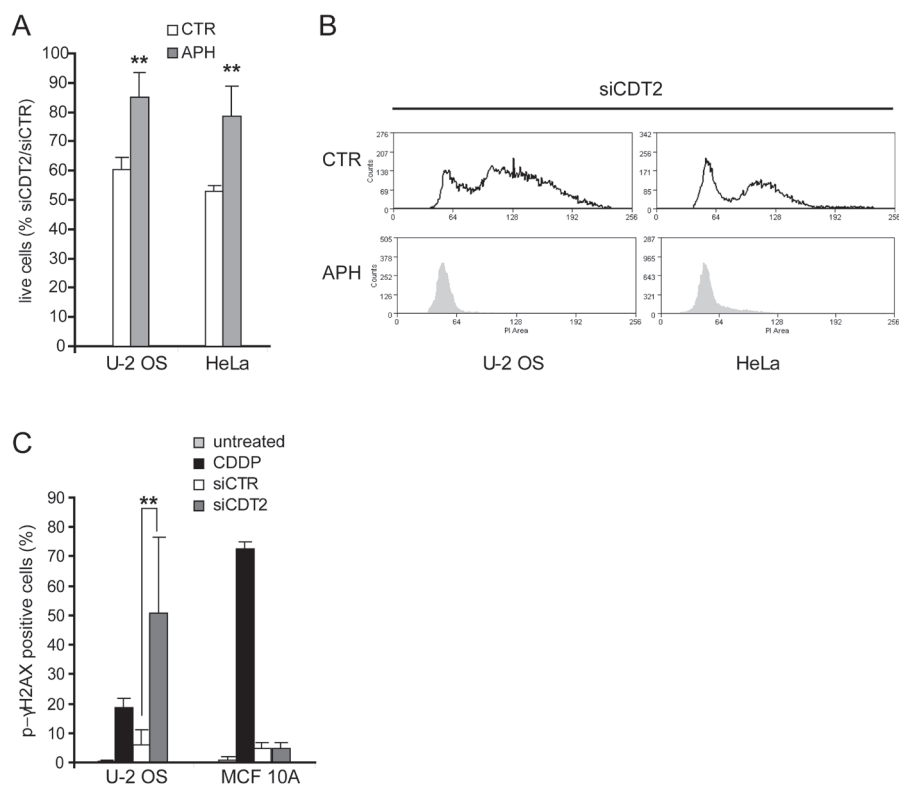 A
CTR
APH
live cells (% siCDT2/siCTR)
100
90
80
70
60
50
40
30
20
10
0
**
**
U-2 OS
HeLa
B
siCDT2
CTR
Counts
276
207
138
69
0
0 64 128 192 256
342
256
171
85
0
0 64 128 192 256
APH
Counts
505
378
252
126
0
0 64 128 192 256
PI Area
287
965
643
321
0
0 64 128 192 256
PI Area
U-2 OS
HeLa
C
untreated
CDDP
siCTR
siCDT2
p–γH2AX positive cells (%)
90
80
70
60
50
40
30
20
10
0
**
U-2 OS
MCF 10A